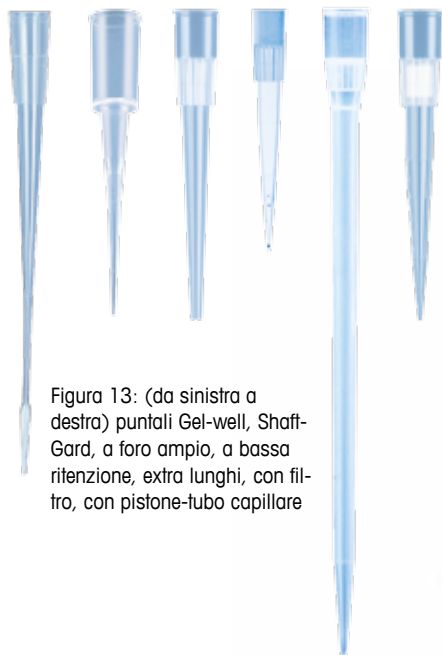 Figura 13: (da sinistra a
destra) puntali Gel-well, Shaft-
Gard, a foro ampio, a bassa
ritenzione, extra lunghi, con fil-
tro, con pistone-tubo capillare